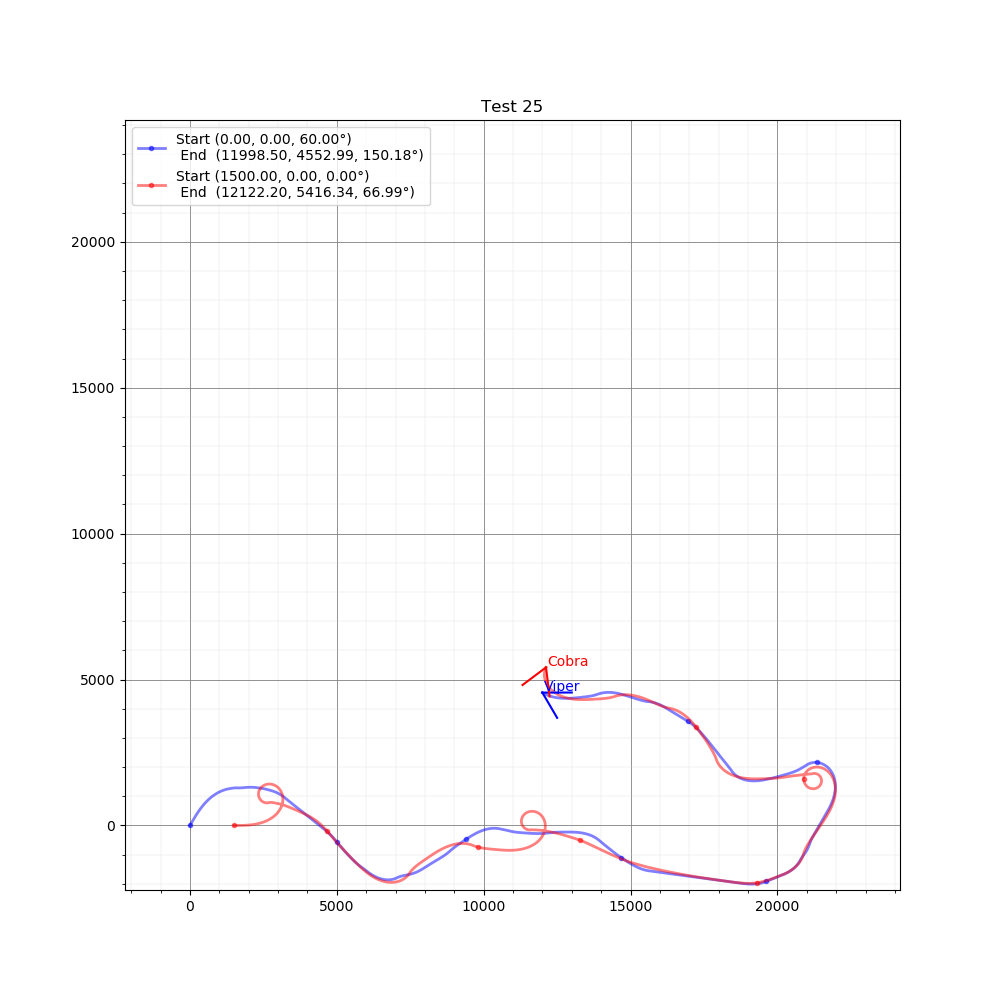 Test 25
Start (0.00, 0.00, 60.00°)
End  (11998.50, 4552.99, 150.18°)
Start (1500.00, 0.00, 0.00°)
End  (12122.20, 5416.34, 66.99°)
20000
15000
10000
5000
0
Cobra
Viper
0
5000
10000
15000
20000